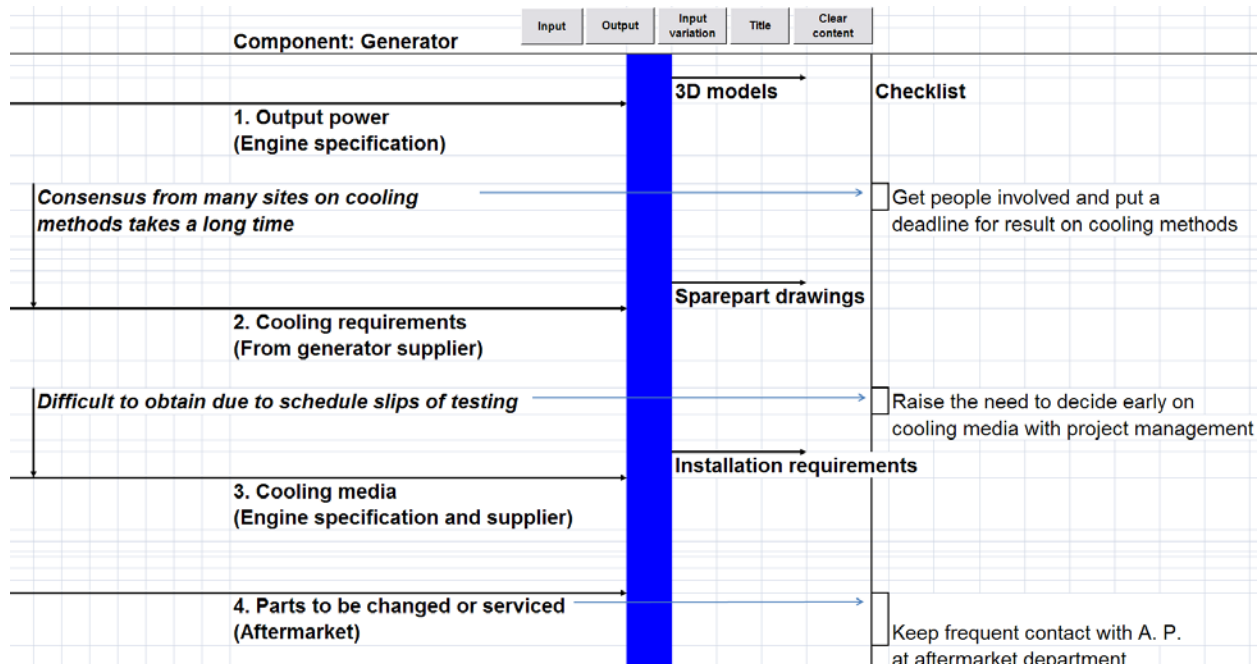 Input
Output
Input
variation
Title
Clear
content
Component: Generator
3D models
Checklist
1. Output power
(Engine specification)
Consensus from many sites on cooling
methods takes a long time
Get people involved and put a
deadline for result on cooling methods
Sparepart drawings
2. Cooling requirements
(From generator supplier)
Difficult to obtain due to schedule slips of testing
Raise the need to decide early on
cooling media with project management
Installation requirements
3. Cooling media
(Engine specification and supplier)
4. Parts to be changed or serviced
(Aftermarket)
Keep frequent contact with A. P.
at aftermarket department